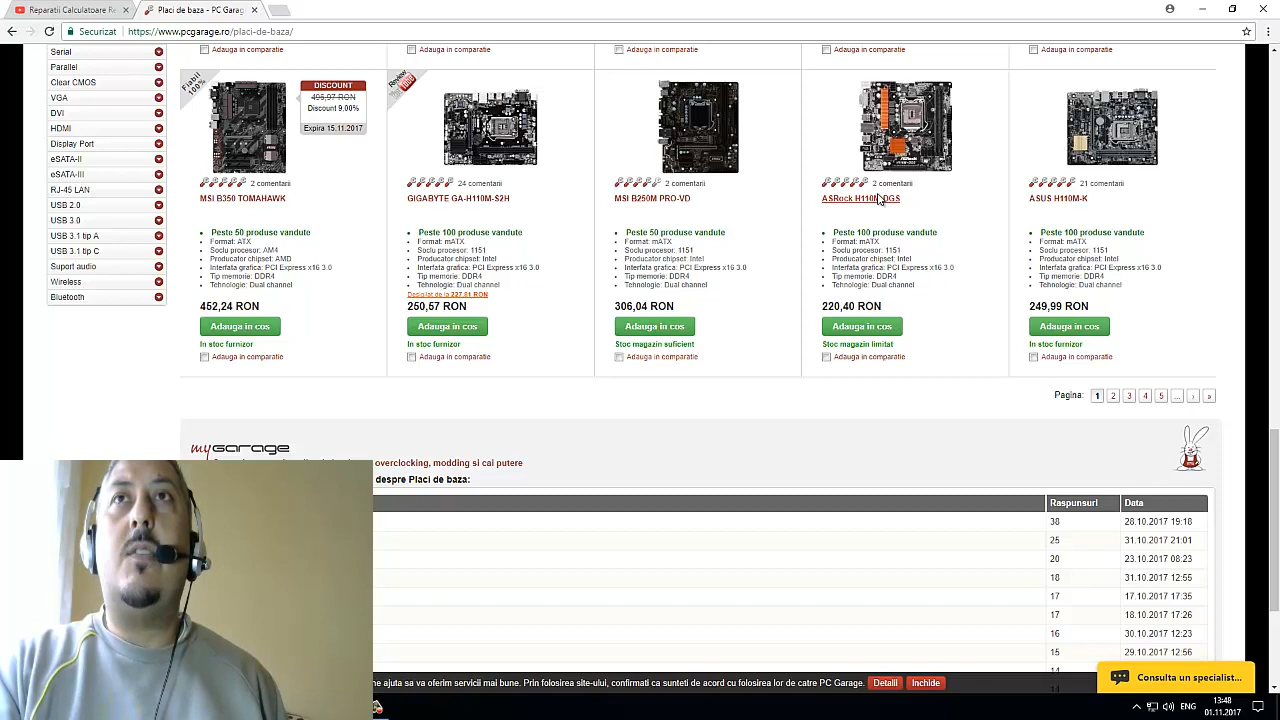 Reparatii Calculatoare Re
Placi de baza - PC Garag
Securizat
https://www.pcgarage.ro/placi-de-baza/
Serial
Parallel
Clear CMOS
VGA
DVI
HDMI
Display Port
eSATA-II
eSATA-III
RJ-45 LAN
USB 2.0
USB 3.0
USB 3.1 tip A
USB 3.1 tip C
Suport audio
Wireless
Bluetooth
Adauga in comparatie
Adauga in comparatie
Adauga in comparatie
Adauga in comparatie
Adauga in comparatie
Fiabil
100%
DISCOUNT
495,97 RON
Discount 9,00%
Expira 15.11.2017
2 comentarii
MSI B350 TOMAHAWK
Peste 50 produse vandute
Format: ATX
Soclu procesor: AM4
Producator chipset: AMD
Interfata grafica: PCI Express x16 3.0
Tip memorie: DDR4
Tehnologie: Dual channel
452,24 RON
Adauga in cos
In stoc furnizor
Adauga in comparatie
Review
24 comentarii
GIGABYTE GA-H110M-S2H
Peste 100 produse vandute
Format: mATX
Soclu procesor: 1151
Producator chipset: Intel
Interfata grafica: PCI Express x16 3.0
Tip memorie: DDR4
Tehnologie: Dual channel
Desigilat de la 227,81 RON
250,57 RON
Adauga in cos
In stoc furnizor
Adauga in comparatie
2 comentarii
MSI B250M PRO-VD
Peste 50 produse vandute
Format: mATX
Soclu procesor: 1151
Producator chipset: Intel
Interfata grafica: PCI Express x16 3.0
Tip memorie: DDR4
Tehnologie: Dual channel
306,04 RON
Adauga in cos
Stoc magazin suficient
Adauga in comparatie
2 comentarii
ASRock H110M-DGS
Peste 100 produse vandute
Format: mATX
Soclu procesor: 1151
Producator chipset: Intel
Interfata grafica: PCI Express x16 3.0
Tip memorie: DDR4
Tehnologie: Dual channel
220,40 RON
Adauga in cos
Stoc magazin limitat
Adauga in comparatie
21 comentarii
ASUS H110M-K
Peste 100 produse vandute
Format: mATX
Soclu procesor: 1151
Producator chipset: Intel
Interfata grafica: PCI Express x16 3.0
Tip memorie: DDR4
Tehnologie: Dual channel
249,99 RON
Adauga in cos
In stoc furnizor
Adauga in comparatie
Pagina: 1 2 3 4 5 ... › »
myGarage
overclocking, modding si cai putere
despre Placi de baza:
Raspunsuri Data
38 28.10.2017 19:18
25 31.10.2017 21:01
20 23.10.2017 08:23
18 31.10.2017 12:55
17 17.10.2017 17:35
17 18.10.2017 17:26
16 30.10.2017 12:23
15 29.10.2017 12:56
14
ne ajuta sa va oferim servicii mai bune. Prin folosirea site-ului, confirmati ca sunteti de acord cu folosirea lor de catre PC Garage.
Detalii
Inchide
Consulta un specialist...
ENG
13:48
01.11.2017